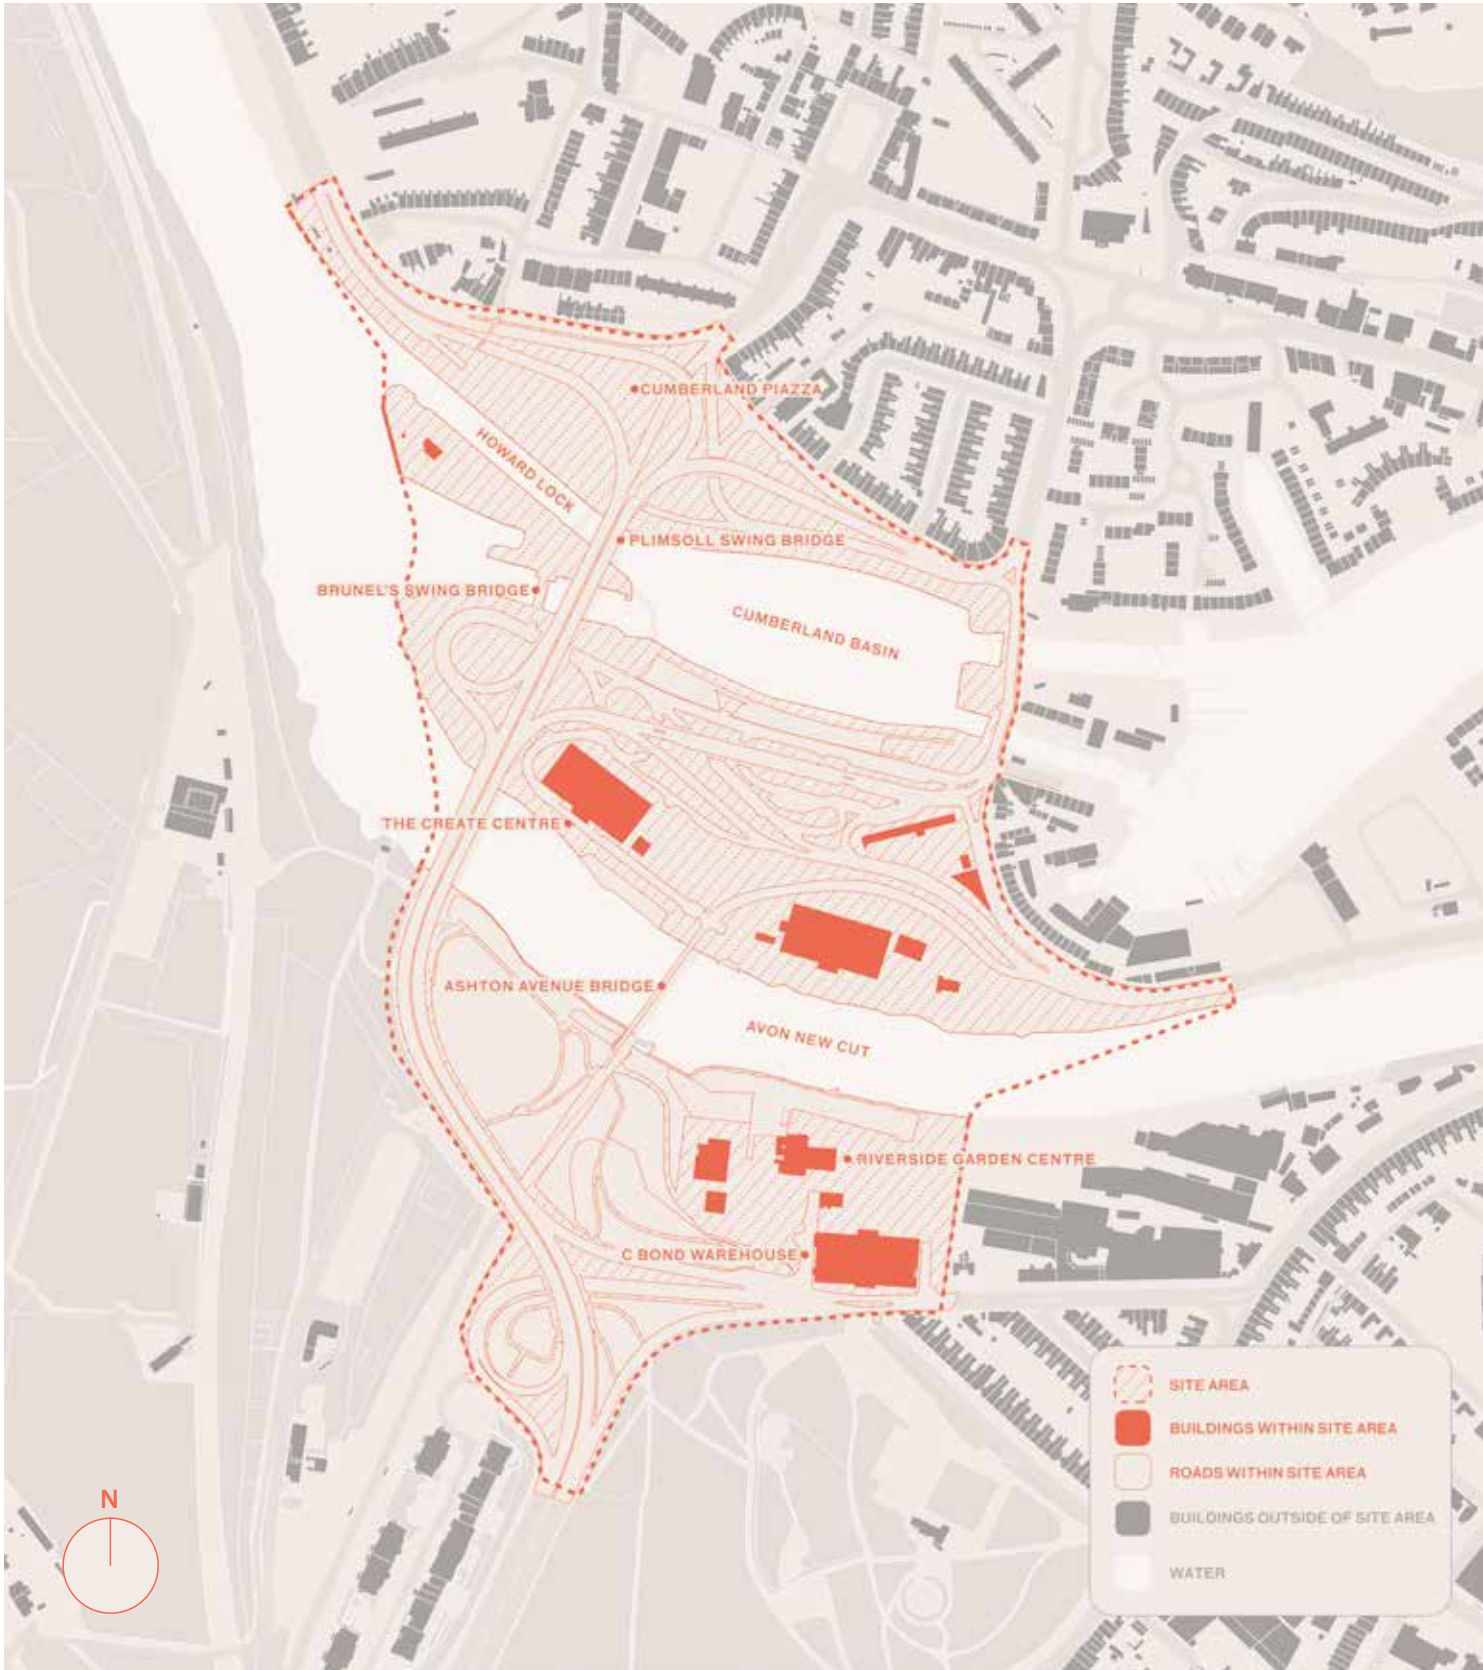 CUMBERLAND PIAZZA
HOWARD LOCK
PLIMSOLL SWING BRIDGE
BRUNEL'S SWING BRIDGE
CUMBERLAND BASIN
THE CREATE CENTRE
ASHTON AVENUE BRIDGE
AVON NEW CUT
RIVERSIDE GARDEN CENTRE
C BOND WAREHOUSE
SITE AREA
BUILDINGS WITHIN SITE AREA
ROADS WITHIN SITE AREA
BUILDINGS OUTSIDE OF SITE AREA
WATER
N